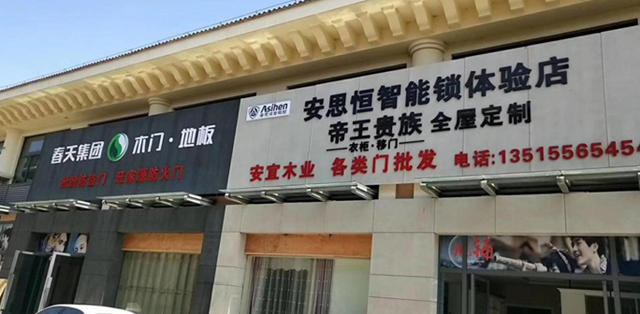 春天集团 木门·地板
Asihen
安思恒智能锁体验店
帝王贵族 全屋定制
衣柜·移门
安宜木业 各类门批发 电话:13515565454
福